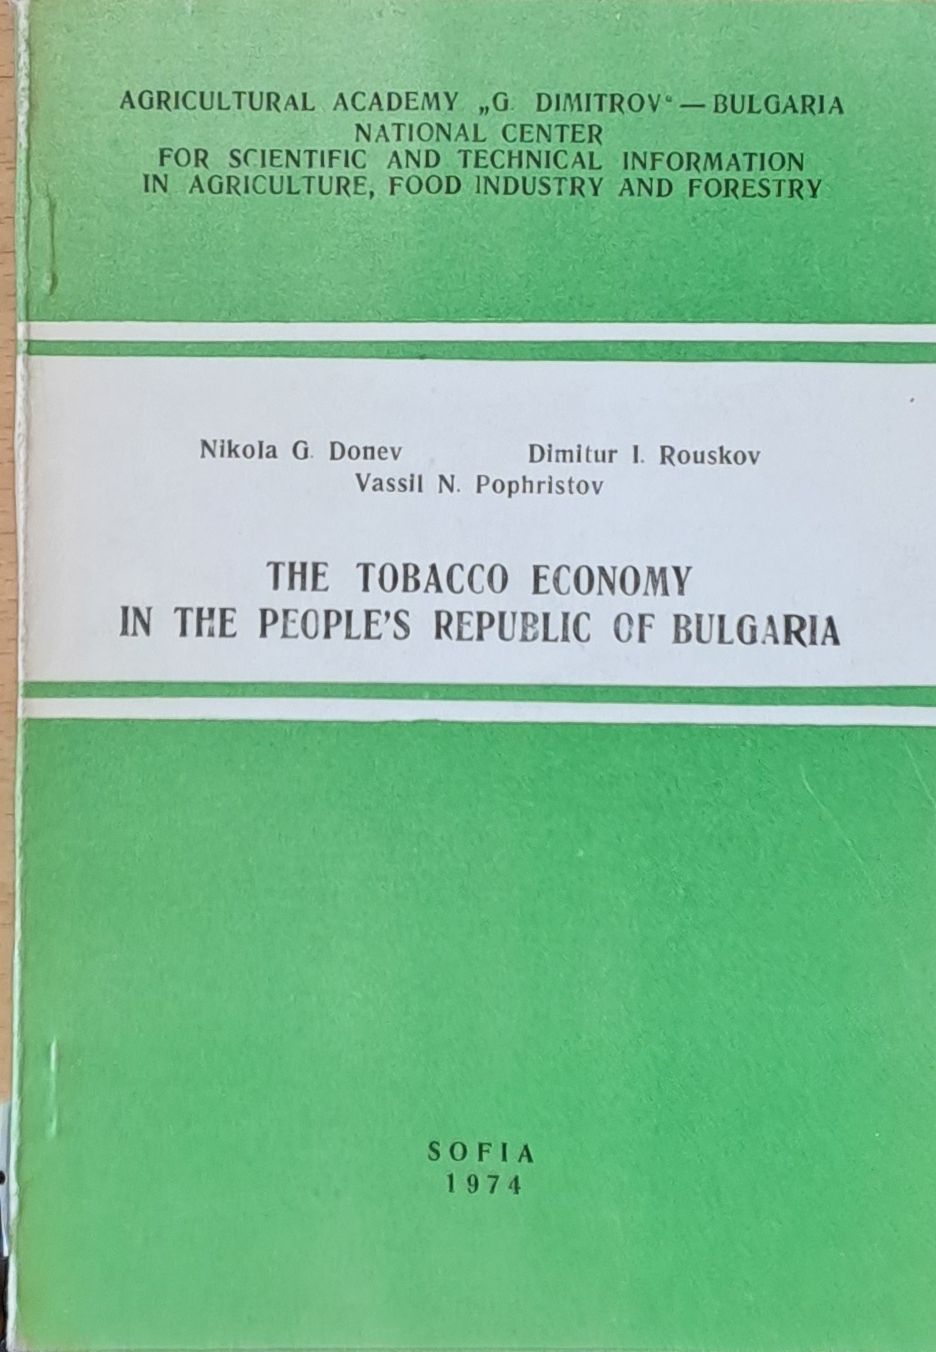 AGRICULTURAL ACADEMY „G. DIMITROV“ — BULGARIA
NATIONAL CENTER
FOR SCIENTIFIC AND TECHNICAL INFORMATION
IN AGRICULTURE, FOOD INDUSTRY AND FORESTRY
Nikola G. Donev Dimitur I. Rouskov
Vassil N. Pophristov
THE TOBACCO ECONOMY
IN THE PEOPLE'S REPUBLIC OF BULGARIA
SOFIA
1974